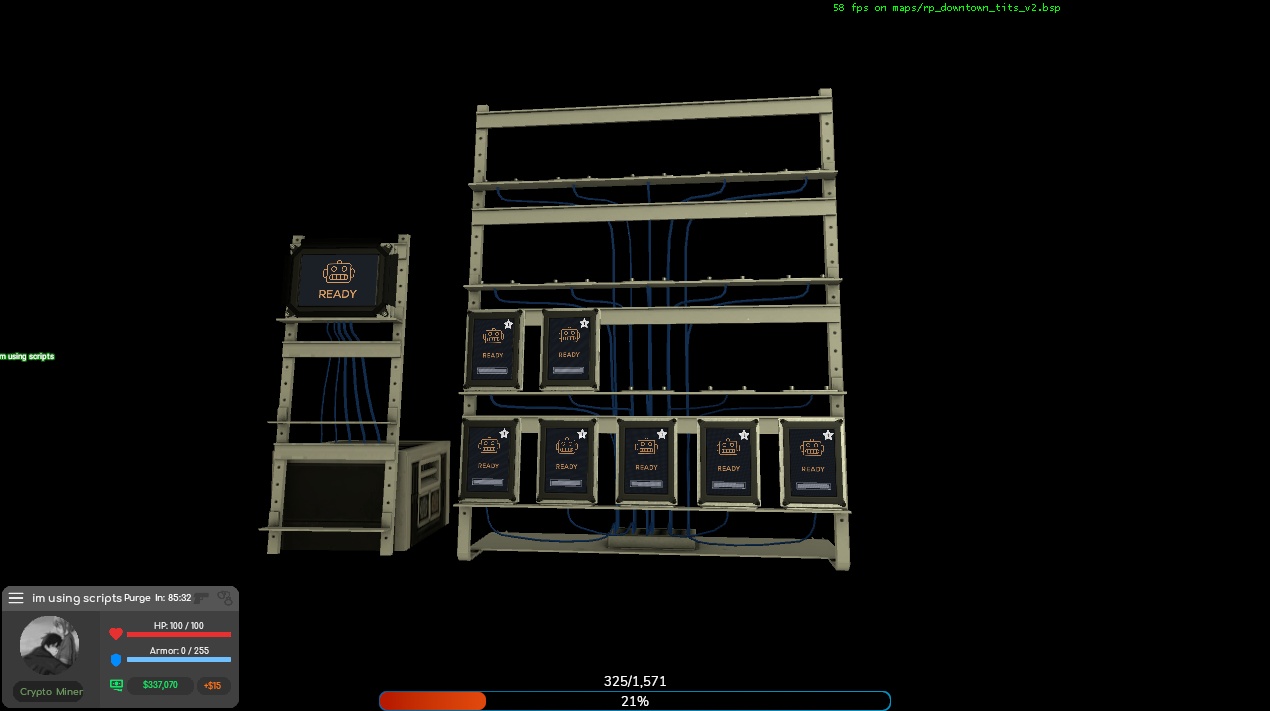 58 fps on maps/rp_downtown_tits_v2.bsp
READY
READY
READY
m using scripts
READY
READY
READY
READY
READY
im using scripts Purge In: 85:32
HP: 100 / 100
Armor: 0 / 255
Crypto Miner
$337,070
+$15
325/1,571
21%